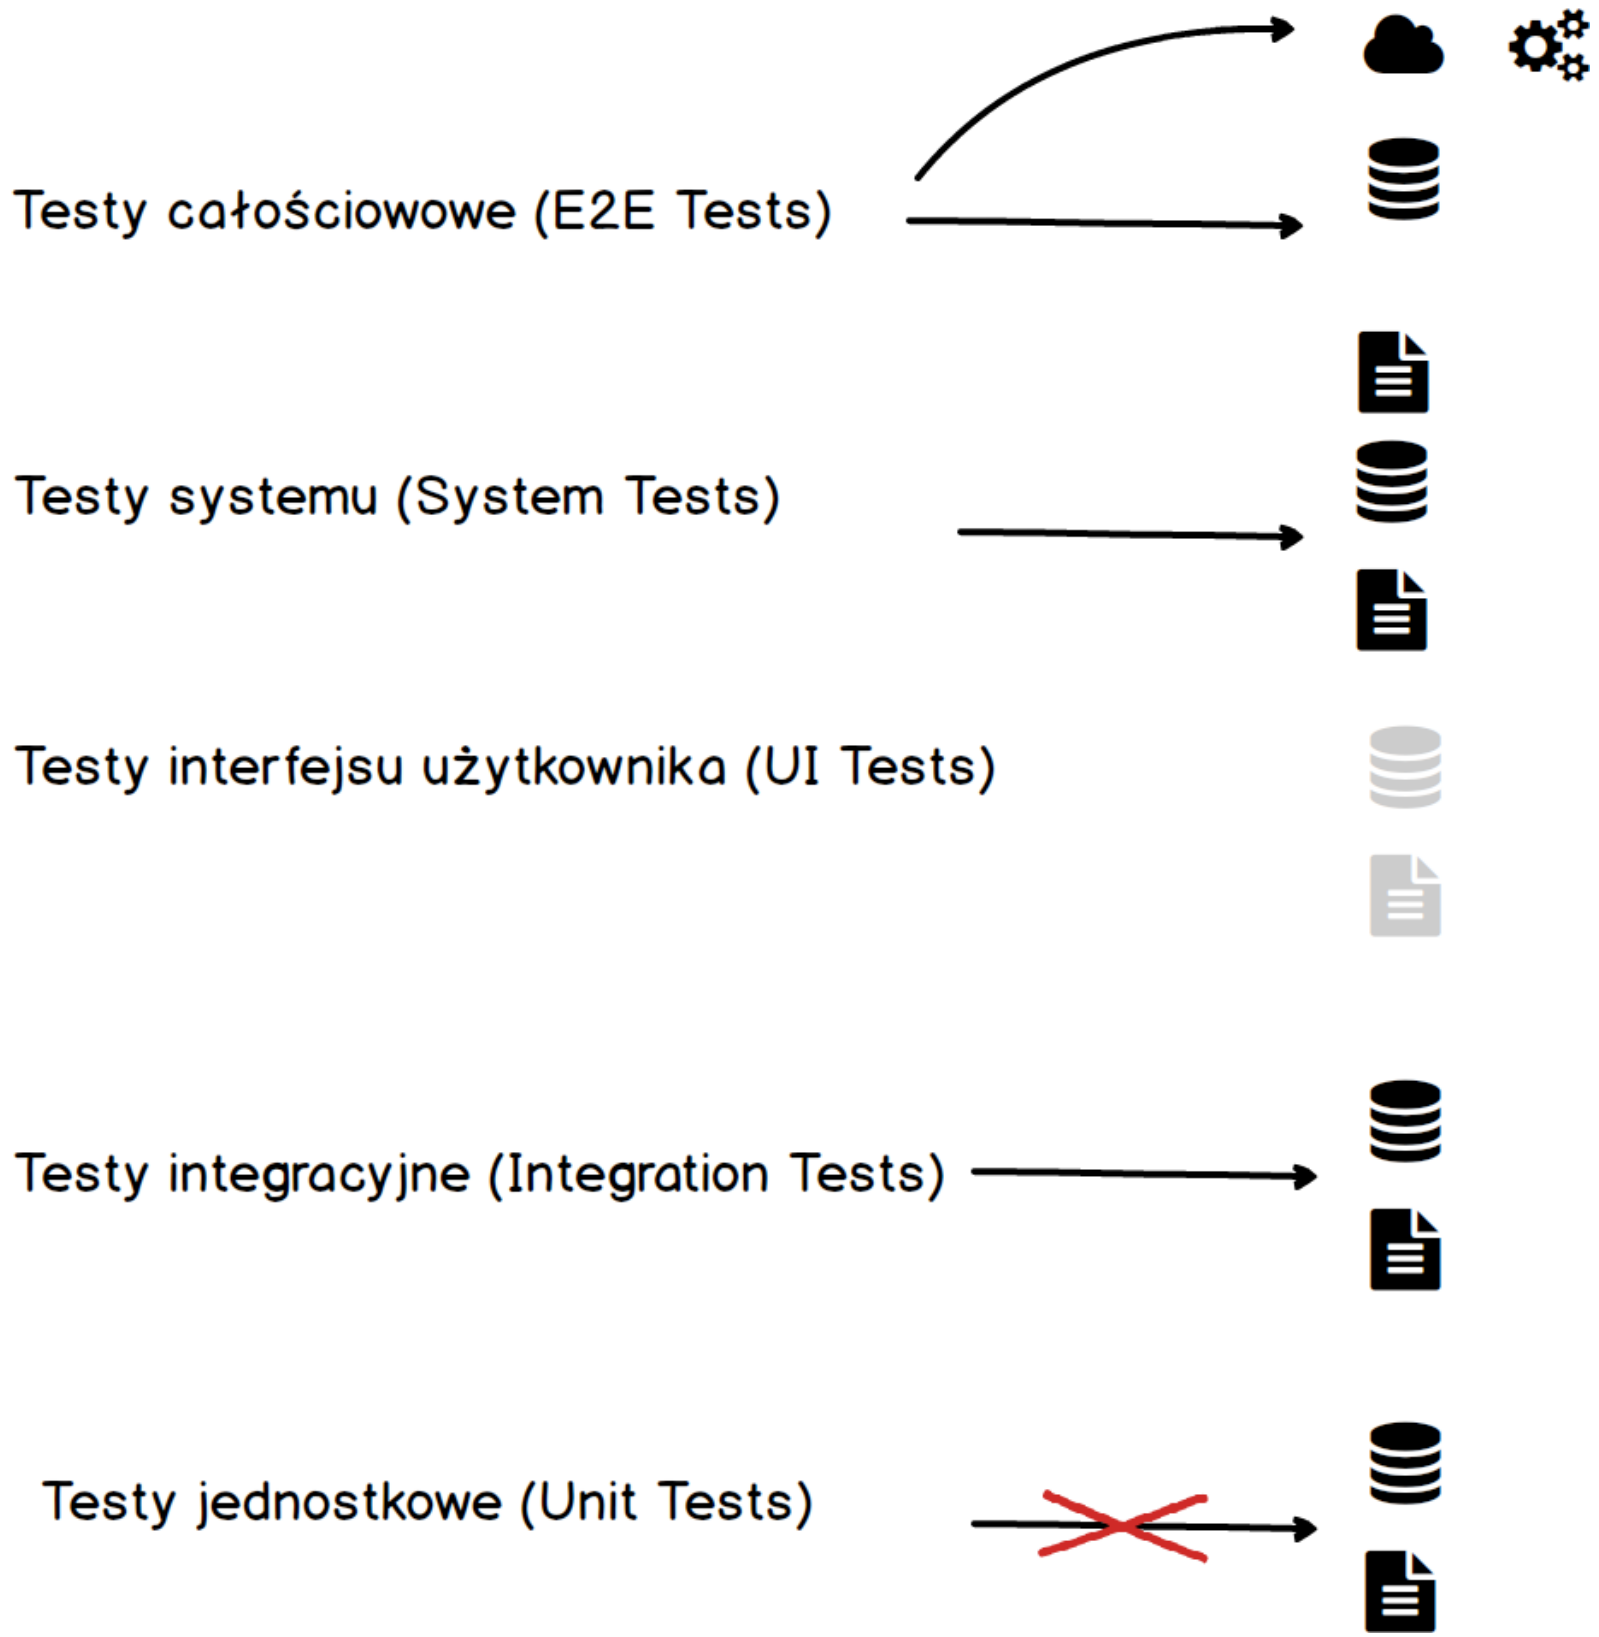 Testy całościowowe (E2E Tests)
Testy systemu (System Tests)
Testy interfejsu użytkownika (UI Tests)
Testy integracyjne (Integration Tests)
Testy jednostkowe (Unit Tests)